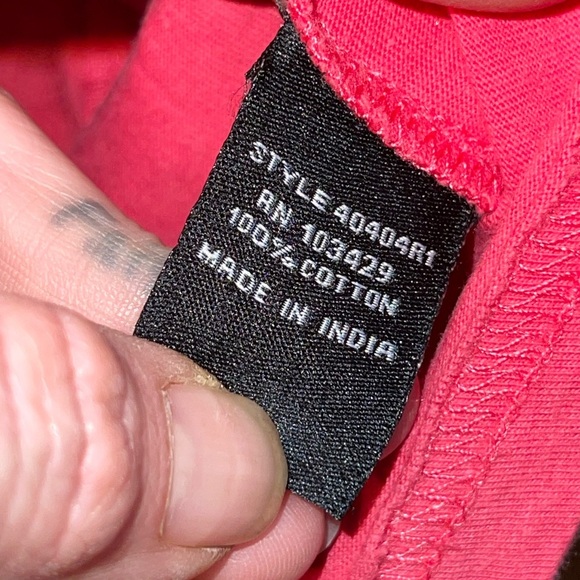 STYLE 40404R1
RN 103429
100% COTTON
MADE IN INDIA